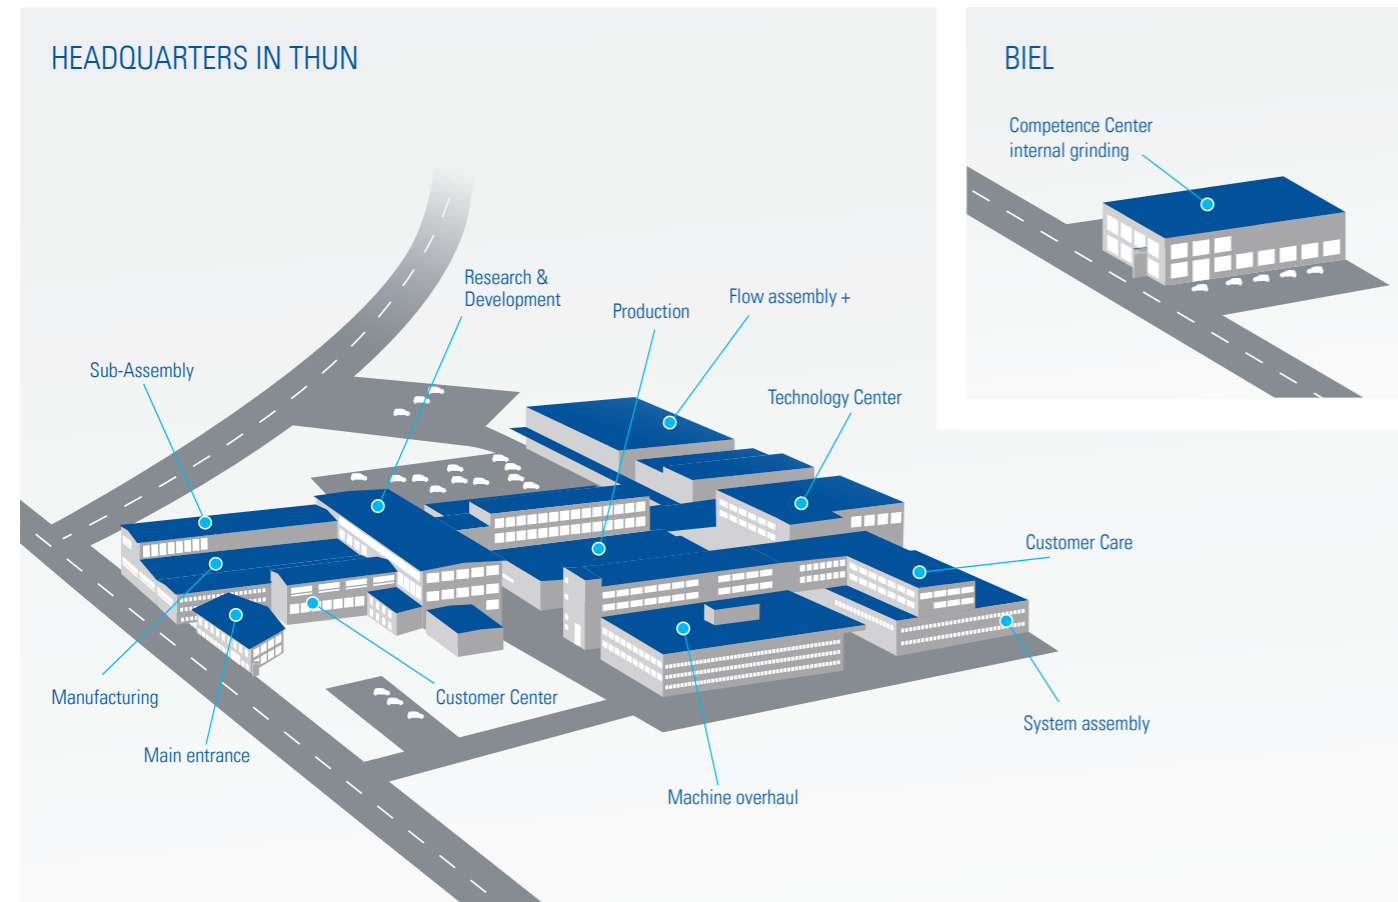 HEADQUARTERS IN THUN
BIEL
Competence Center
internal grinding
Research &
Development
Flow assembly +
Production
Sub-Assembly
Technology Center
Customer Care
Manufacturing
Customer Center
System assembly
Main entrance
Machine overhaul